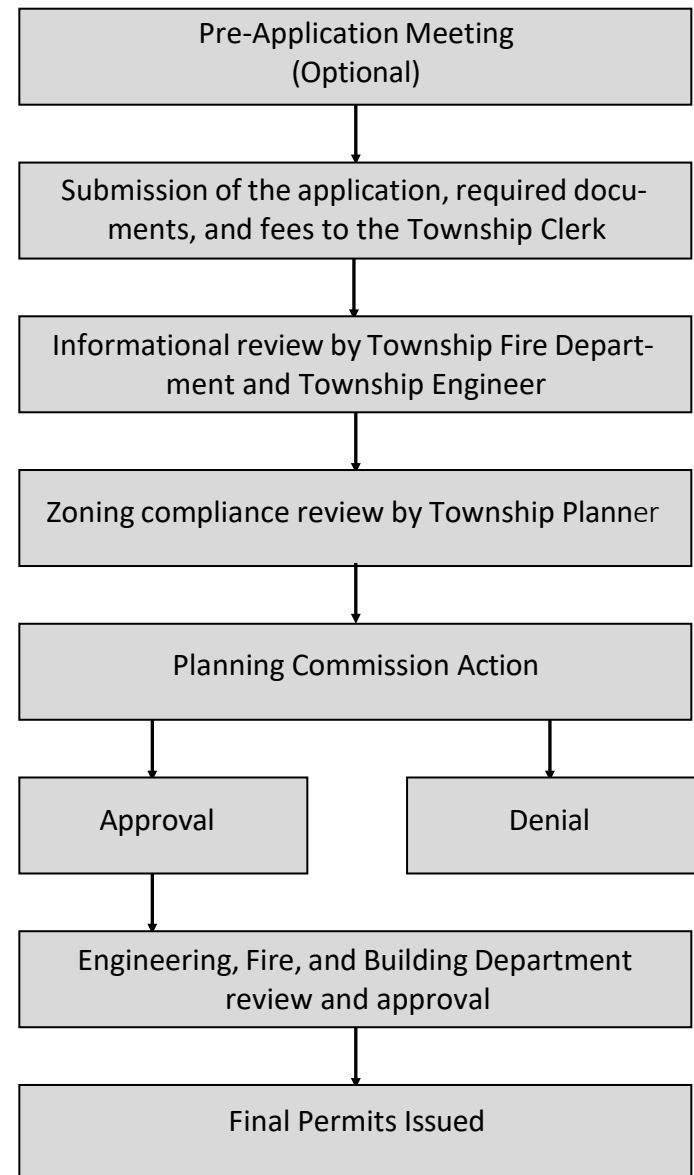 Pre-Application Meeting
(Optional)
Submission of the application, required docu-
ments, and fees to the Township Clerk
Informational review by Township Fire Depart-
ment and Township Engineer
Zoning compliance review by Township Planner
Planning Commission Action
Approval
Denial
Engineering, Fire, and Building Department
review and approval
Final Permits Issued